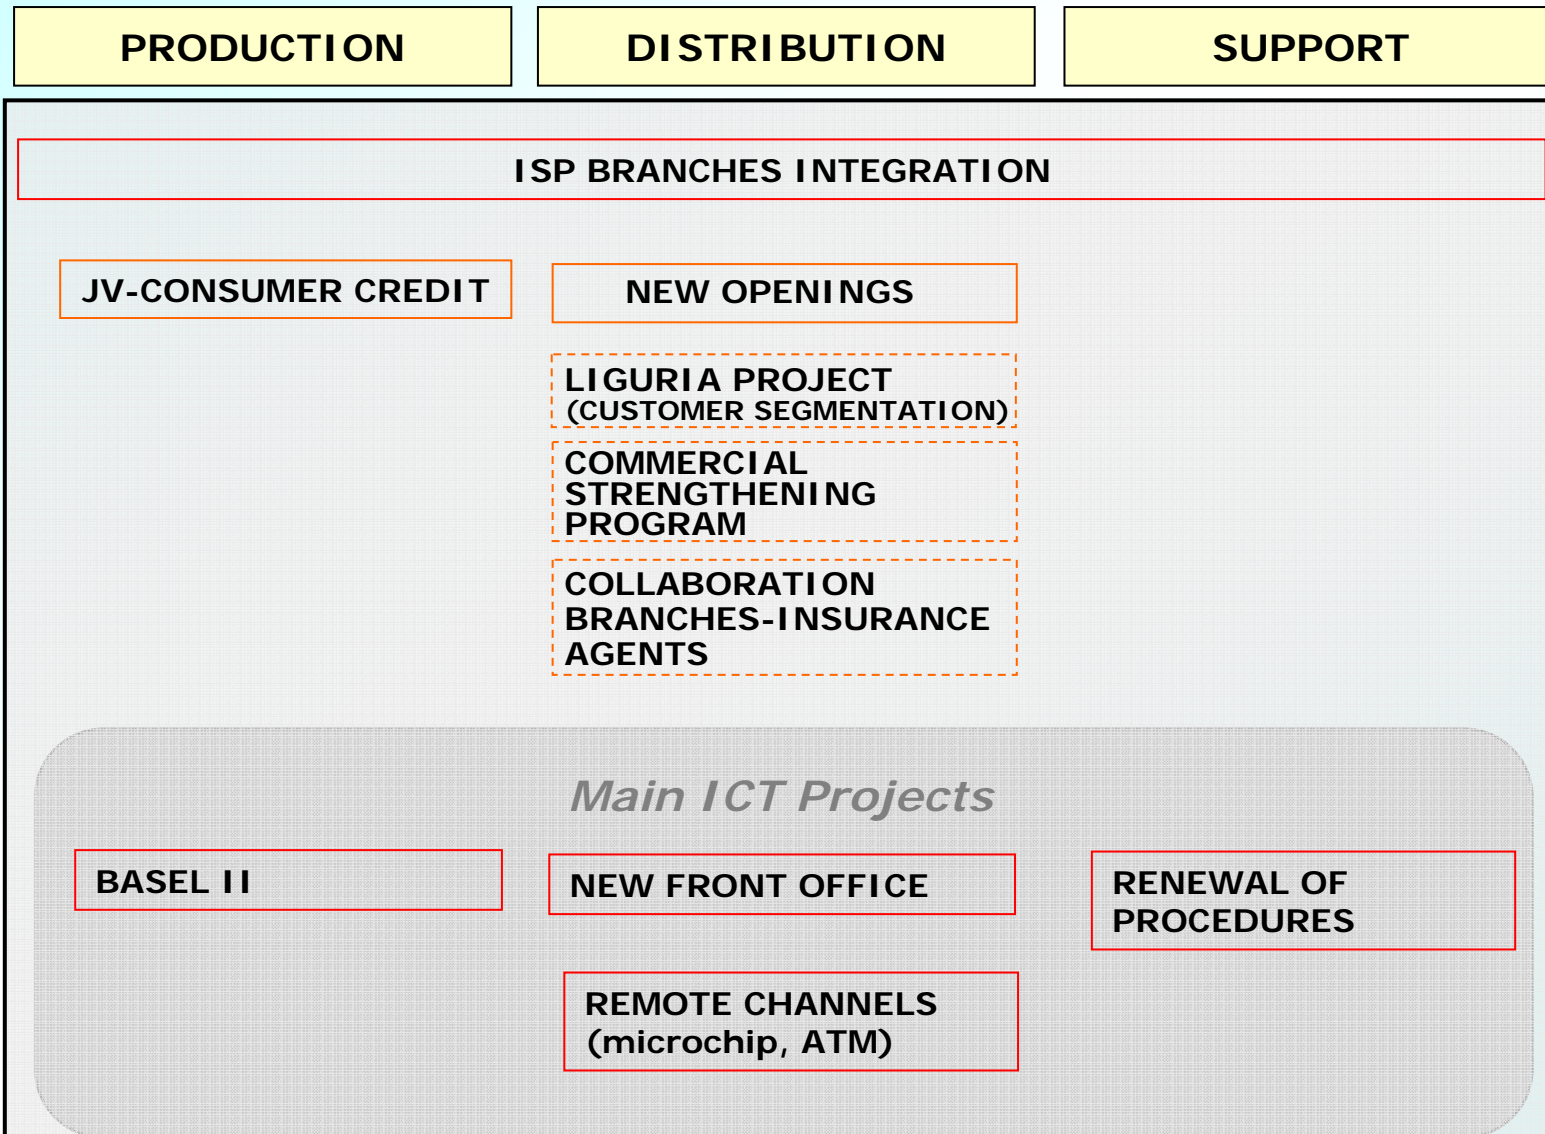 PRODUCTION
DISTRIBUTION
SUPPORT
ISP BRANCHES INTEGRATION
JV-CONSUMER CREDIT
NEW OPENINGS
LIGURIA PROJECT
(CUSTOMER SEGMENTATION)
COMMERCIAL
STRENGTHENING
PROGRAM
COLLABORATION
BRANCHES-INSURANCE
AGENTS
Main ICT Projects
BASEL II
NEW FRONT OFFICE
RENEWAL OF
PROCEDURES
REMOTE CHANNELS
(microchip, ATM)